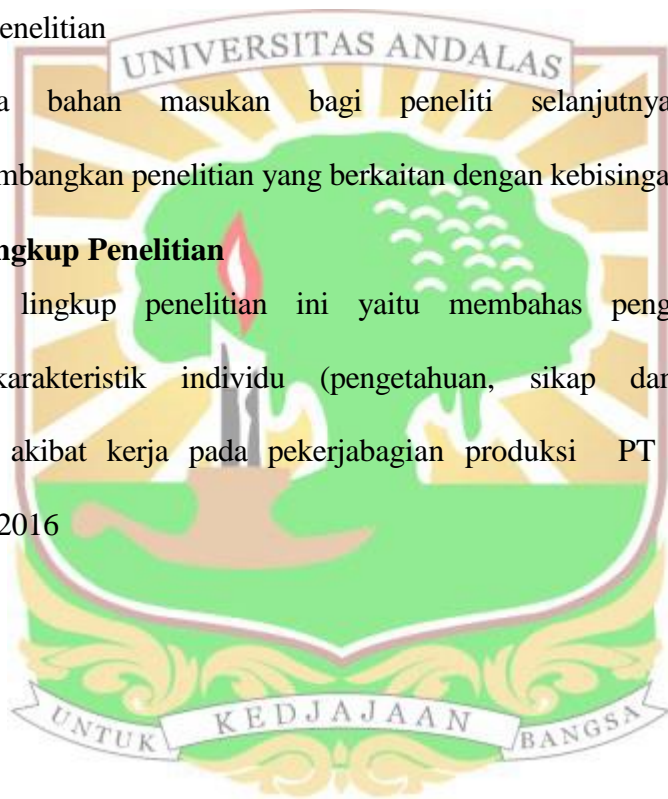 enelitian
UNIVERSITAS ANDALAS
a bahan masukan bagi peneliti selanjutnya
mbangkan penelitian yang berkaitan dengan kebisinga
ngkup Penelitian
lingkup penelitian ini yaitu membahas peng
karakteristik individu (pengetahuan, sikap dar
akibat kerja pada pekerjabagian produksi PT
2016
UNTUK KEDJAJAAN BANGSA